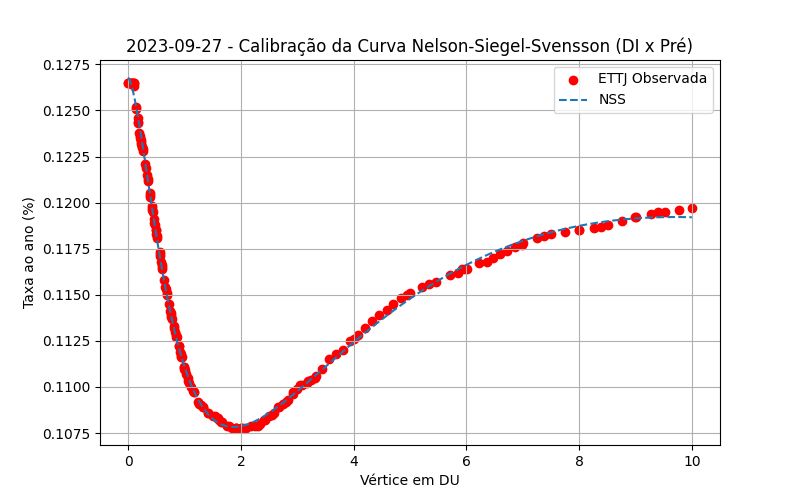 2023-09-27 - Calibração da Curva Nelson-Siegel-Svensson (DI x Pré)
ETTJ Observada
NSS
Taxa ao ano (%)
0.1275
0.1250
0.1225
0.1200
0.1175
0.1150
0.1125
0.1100
0.1075
0 2 4 6 8 10
Vértice em DU